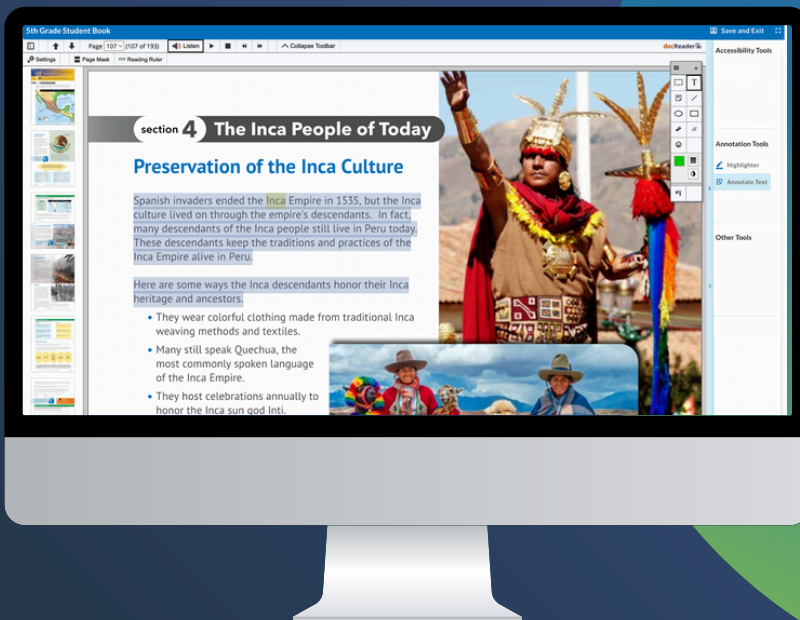 5th Grade Student Book
Save and Exit
Page 107 (107 of 193)
Listen
Collapse Toolbar
docReader
Accessibility Tools
Settings
Page Mask
Reading Ruler
T
section 4 The Inca People of Today
Preservation of the Inca Culture
Spanish invaders ended the Inca Empire in 1535, but the Inca
culture lived on through the empire's descendants. In fact,
many descendants of the Inca people still live in Peru today.
These descendants keep the traditions and practices of the
Inca Empire alive in Peru.
Here are some ways the Inca descendants honor their Inca
heritage and ancestors.
• They wear colorful clothing made from traditional Inca
weaving methods and textiles.
• Many still speak Quechua, the
most commonly spoken language
of the Inca Empire.
• They host celebrations annually to
honor the Inca sun god Inti.
Annotation Tools
Highlighter
Annotate Text
Other Tools